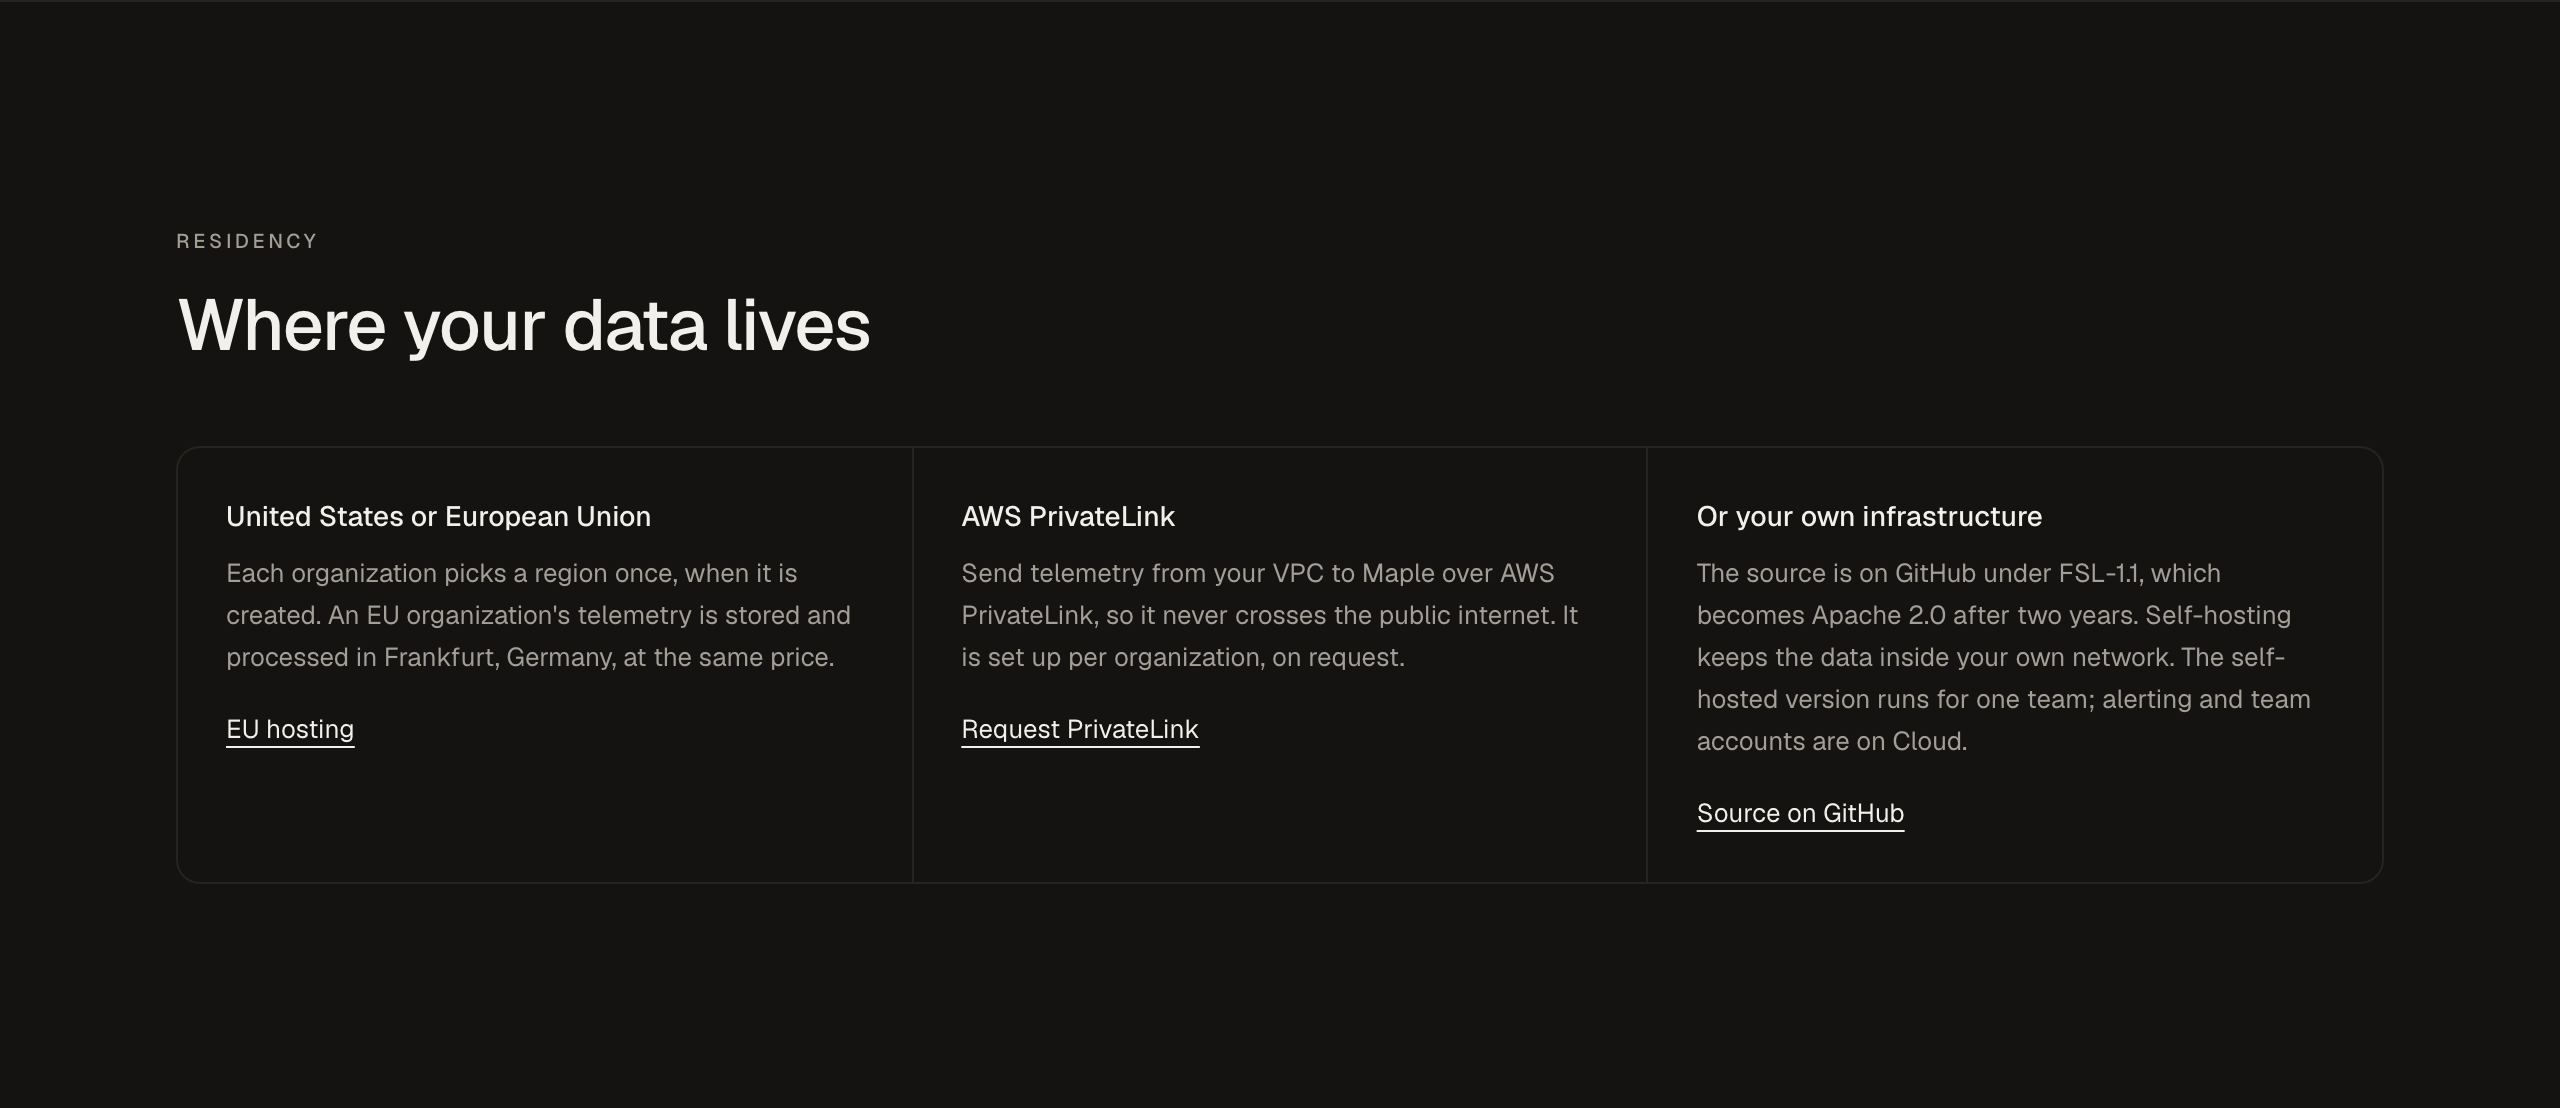 RESIDENCY
Where your data lives
United States or European Union
Each organization picks a region once, when it is
created. An EU organization's telemetry is stored and
processed in Frankfurt, Germany, at the same price.
EU hosting
AWS PrivateLink
Send telemetry from your VPC to Maple over AWS
PrivateLink, so it never crosses the public internet. It
is set up per organization, on request.
Request PrivateLink
Or your own infrastructure
The source is on GitHub under FSL-1.1, which
becomes Apache 2.0 after two years. Self-hosting
keeps the data inside your own network. The self-
hosted version runs for one team; alerting and team
accounts are on Cloud.
Source on GitHub